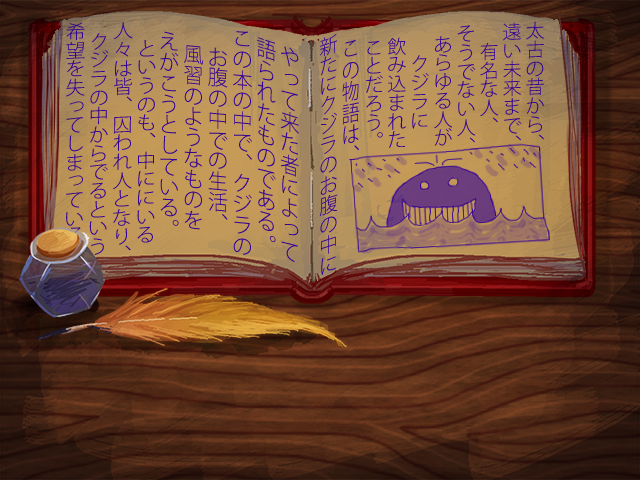 太古の昔から、
遠い未来まで、
有名な人、
そうでない人、
あらゆる人が
クジラに
飲み込まれた
ことだろう。
この物語は、
新たにクジラのお腹の中に
やって来た者によって
語られたものである。
この本の中で、クジラの
お腹の中での生活、
風習のようなものを
えがこうとしている。
というのも、中ににいる
人々は皆、囚われ人となり、
クジラの中からでるという
希望を失ってしまってい